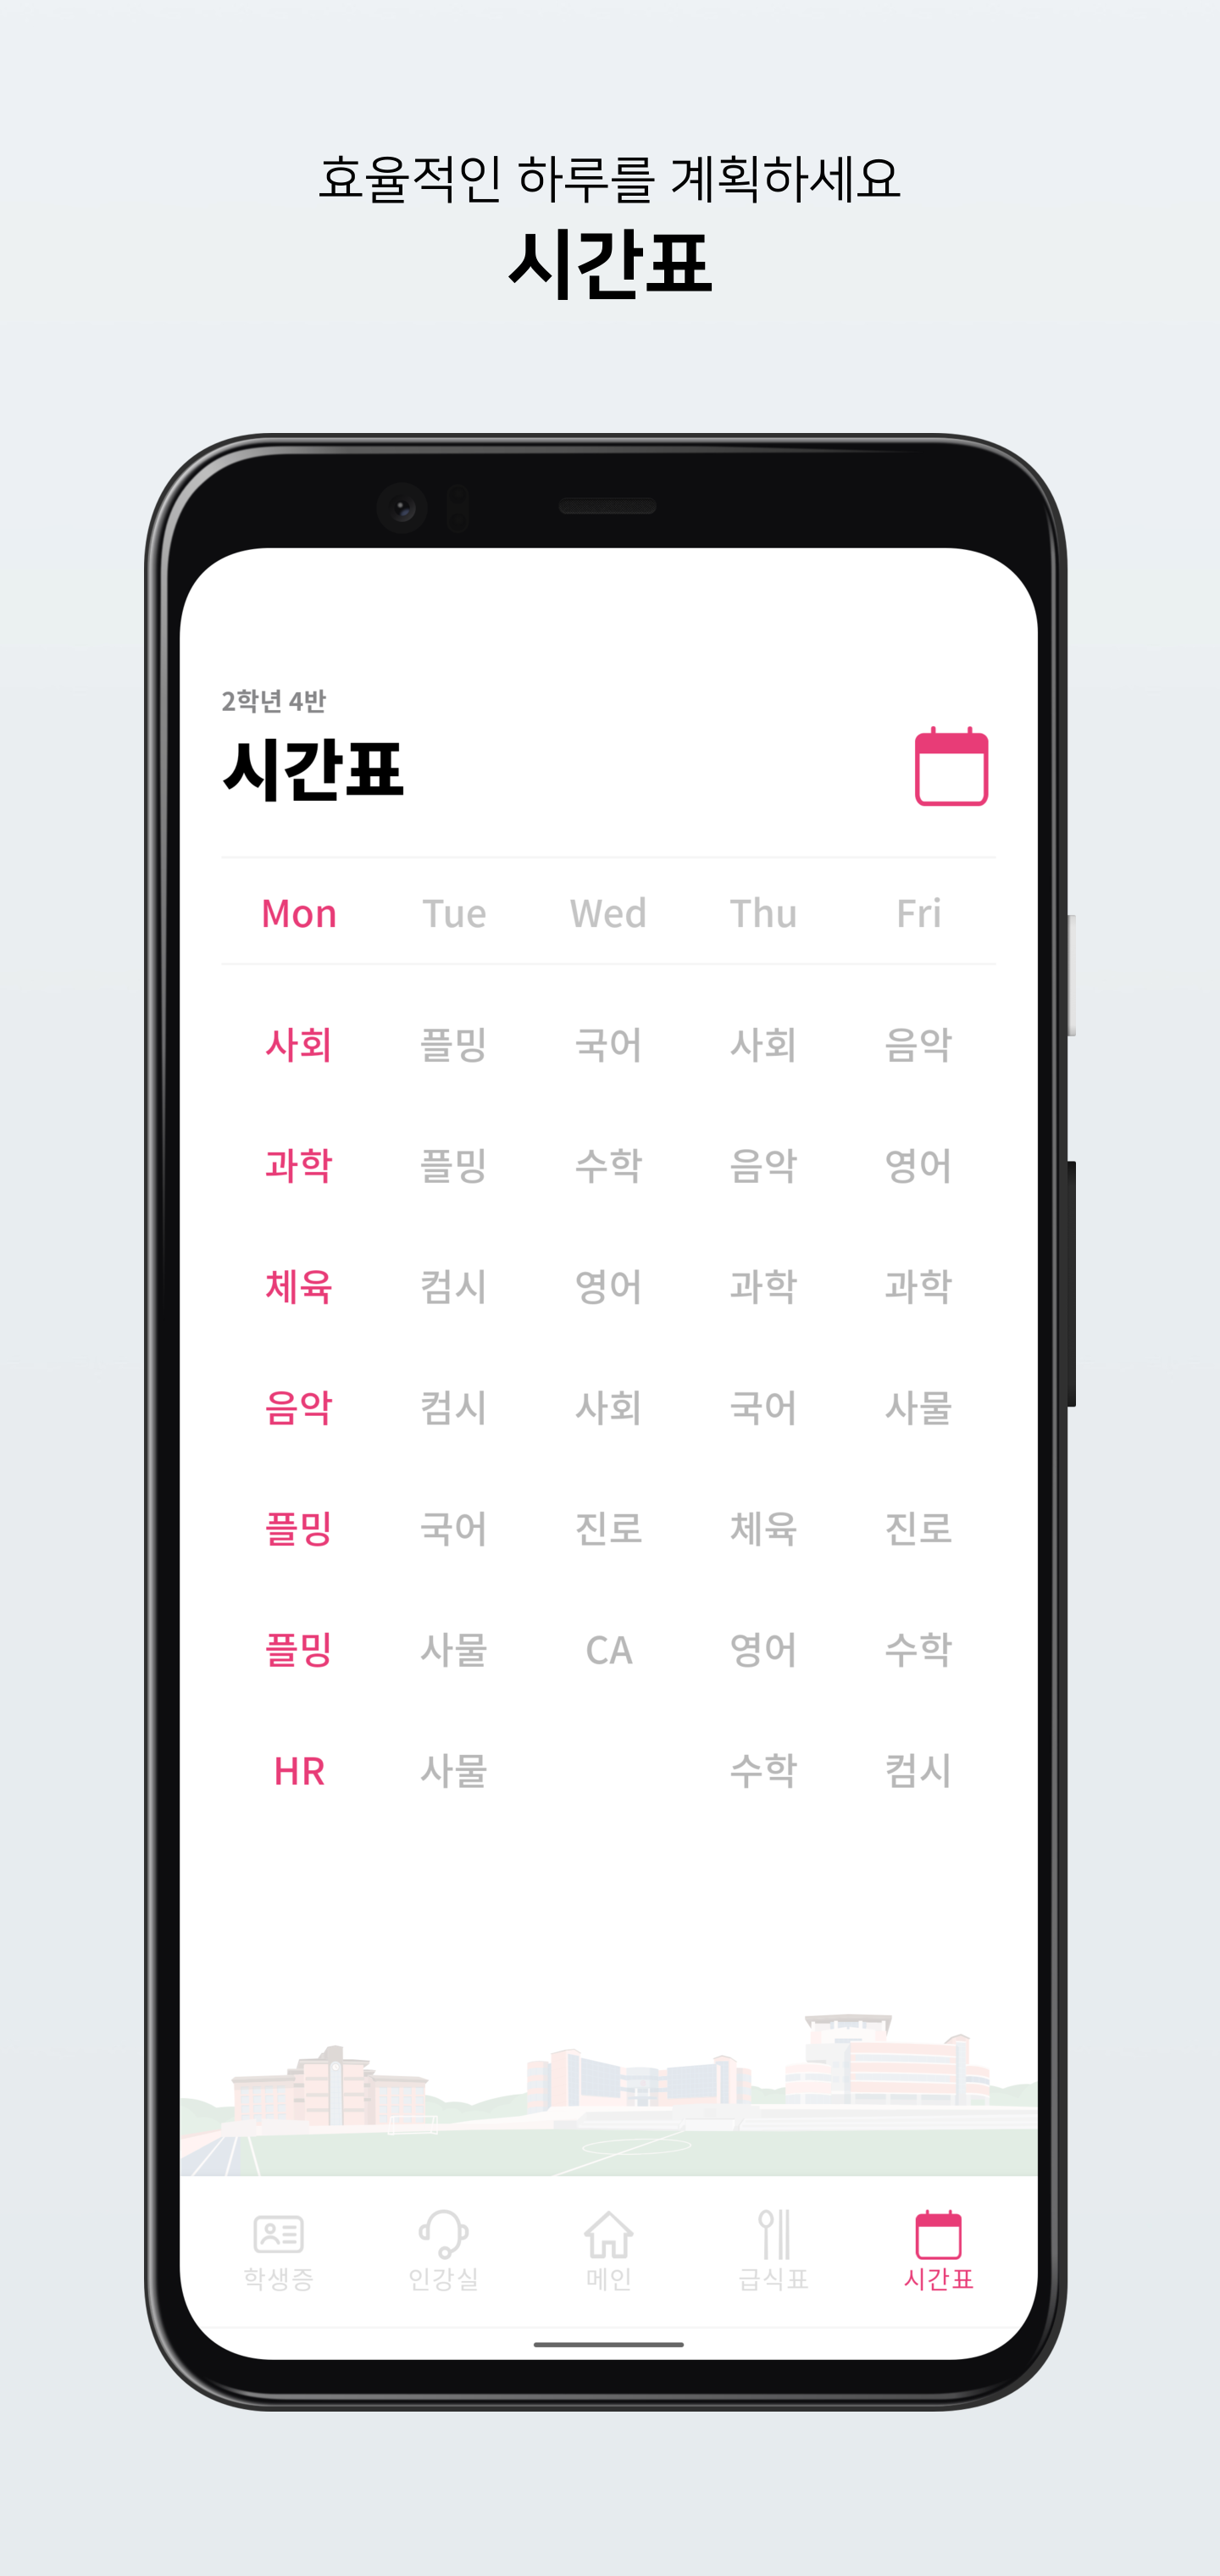 효율적인 하루를 계획하세요
시간표
2학년 4반
시간표
Mon Tue Wed Thu Fri
사회 플밍 국어 사회 음악
과학 플밍 수학 음악 영어
체육 컴시 영어 과학 과학
음악 컴시 사회 국어 사물
플밍 국어 진로 체육 진로
플밍 사물 CA 영어 수학
HR 사물 수학 컴시
학생증 인강실 메인 급식표 시간표